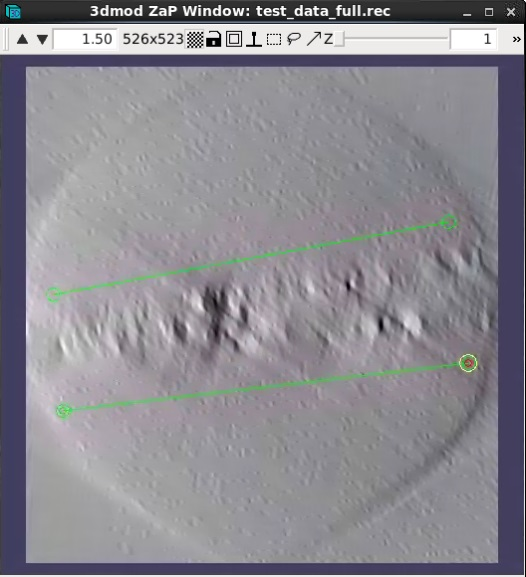 3dmod ZaP Window: test_data_full.rec
1.50 526x523 Z 1 »